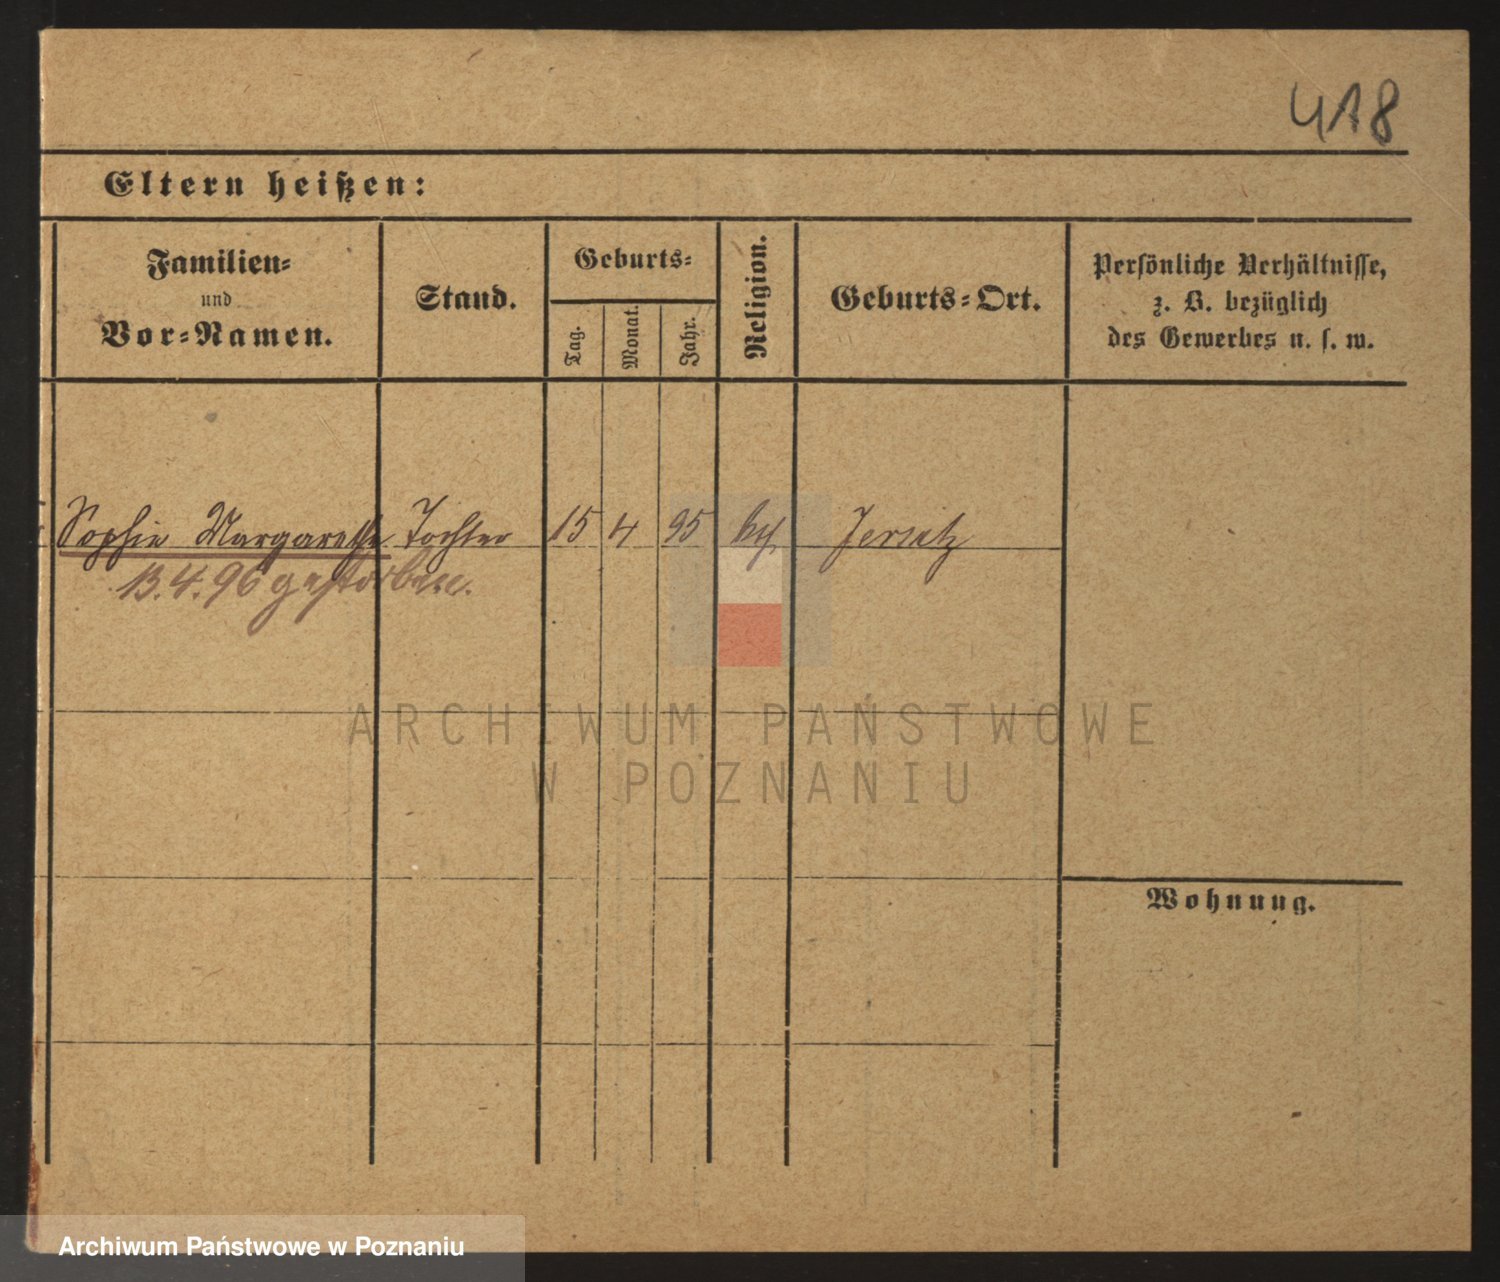 418
Eltern heißen:
Familien-
und
Vor-Namen.
Stand.
Geburts-
Tag.
Monat.
Jahr.
Religion.
Geburts-Ort.
Persönliche Verhältnisse,
z. B. bezüglich
des Gewerbes u. s. w.
Sophie Margarethe Tochter 15 4 95 Jersitz
13.4.96 gestorben.
ARCHIWUM PAŃSTWOWE
W POZNANIU
Wohnung.
Archiwum Państwowe w Poznaniu